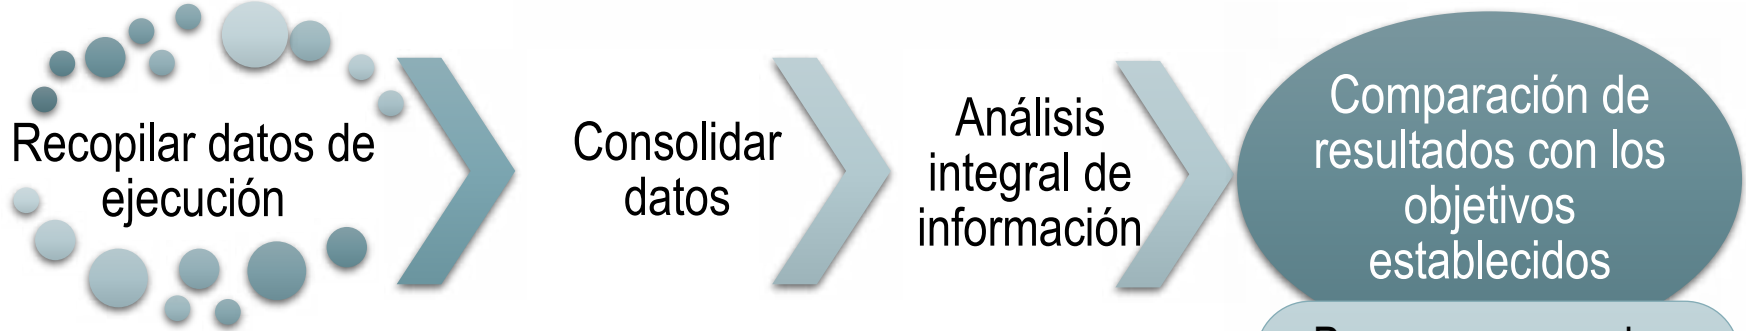 Recopilar datos de
ejecución
Consolidar
datos
Análisis
integral de
información
Comparación de
resultados con los
objetivos
establecidos